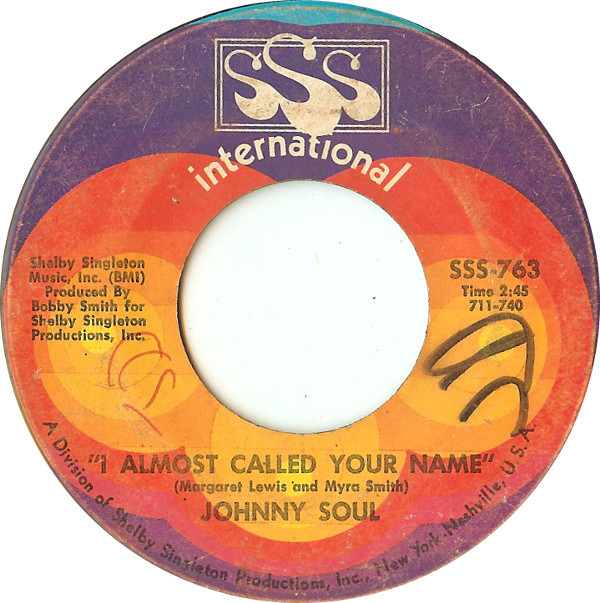 SSS
international
Shelby Singleton
Music, Inc. (BMI)
Produced By
Bobby Smith for
Shelby Singleton
Productions, Inc.
SSS-763
Time 2:45
711-740
"I ALMOST CALLED YOUR NAME"
(Margaret Lewis and Myra Smith)
JOHNNY SOUL
A Division of Shelby Singleton Productions, Inc., New York-Nashville, U.S.A.